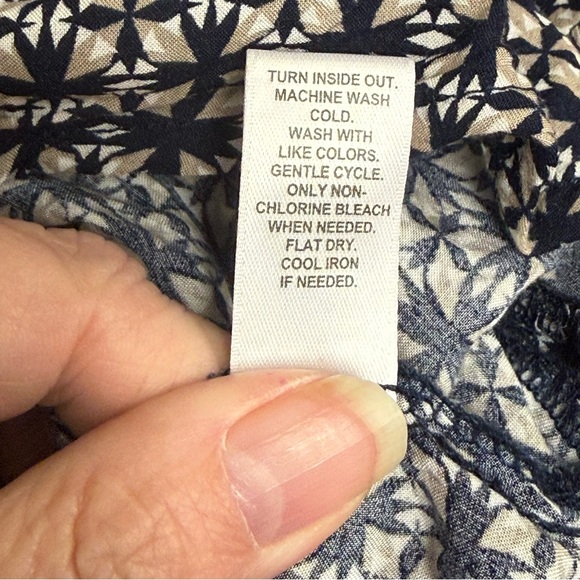 TURN INSIDE OUT.
MACHINE WASH
COLD.
WASH WITH
LIKE COLORS.
GENTLE CYCLE.
ONLY NON-
CHLORINE BLEACH
WHEN NEEDED.
FLAT DRY.
COOL IRON
IF NEEDED.